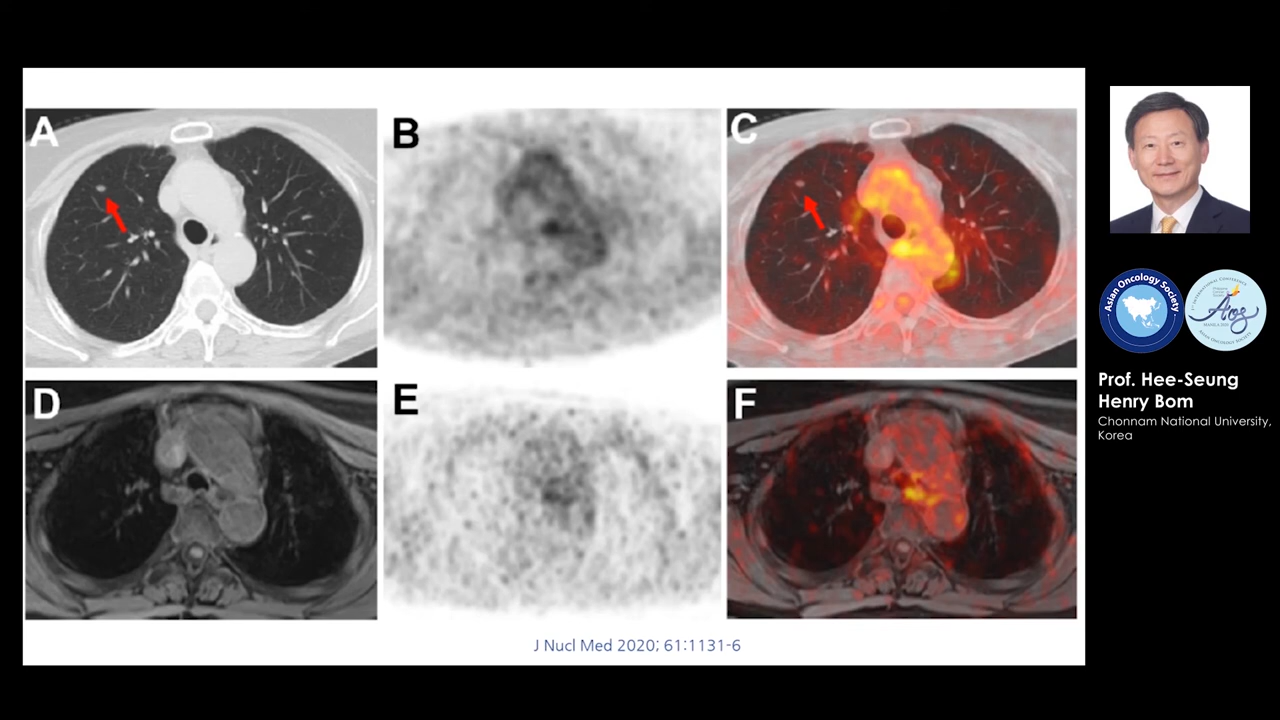 A
B
C
D
E
F
J Nucl Med 2020; 61:1131-6
Asian Oncology Society
Prof. Hee-Seung
Henry Bom
Chonnam National University,
Korea